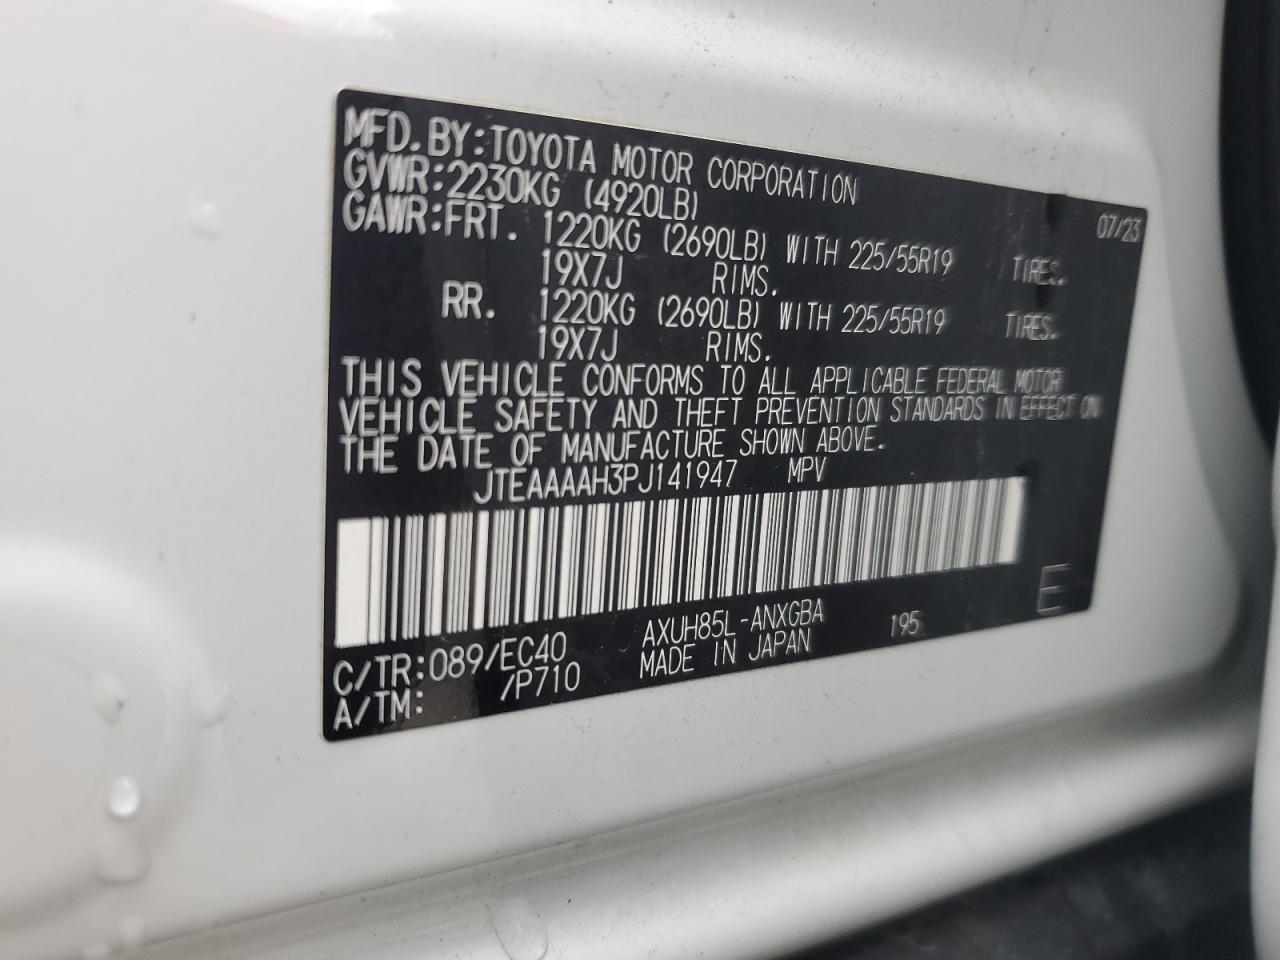 MFD. BY: TOYOTA MOTOR CORPORATION 07/23
GVWR: 2230KG (4920LB)
GAWR: FRT. 1220KG (2690LB) WITH 225/55R19 TIRES.
19X7J RIMS.
RR. 1220KG (2690LB) WITH 225/55R19 TIRES.
19X7J RIMS.
THIS VEHICLE CONFORMS TO ALL APPLICABLE FEDERAL MOTOR
VEHICLE SAFETY AND THEFT PREVENTION STANDARDS IN EFFECT ON
THE DATE OF MANUFACTURE SHOWN ABOVE.
JTEAAAAH3PJ141947 MPV
E
C/TR: 089/EC40 AXUH85L-ANXGBA 195
A/TM: /P710 MADE IN JAPAN